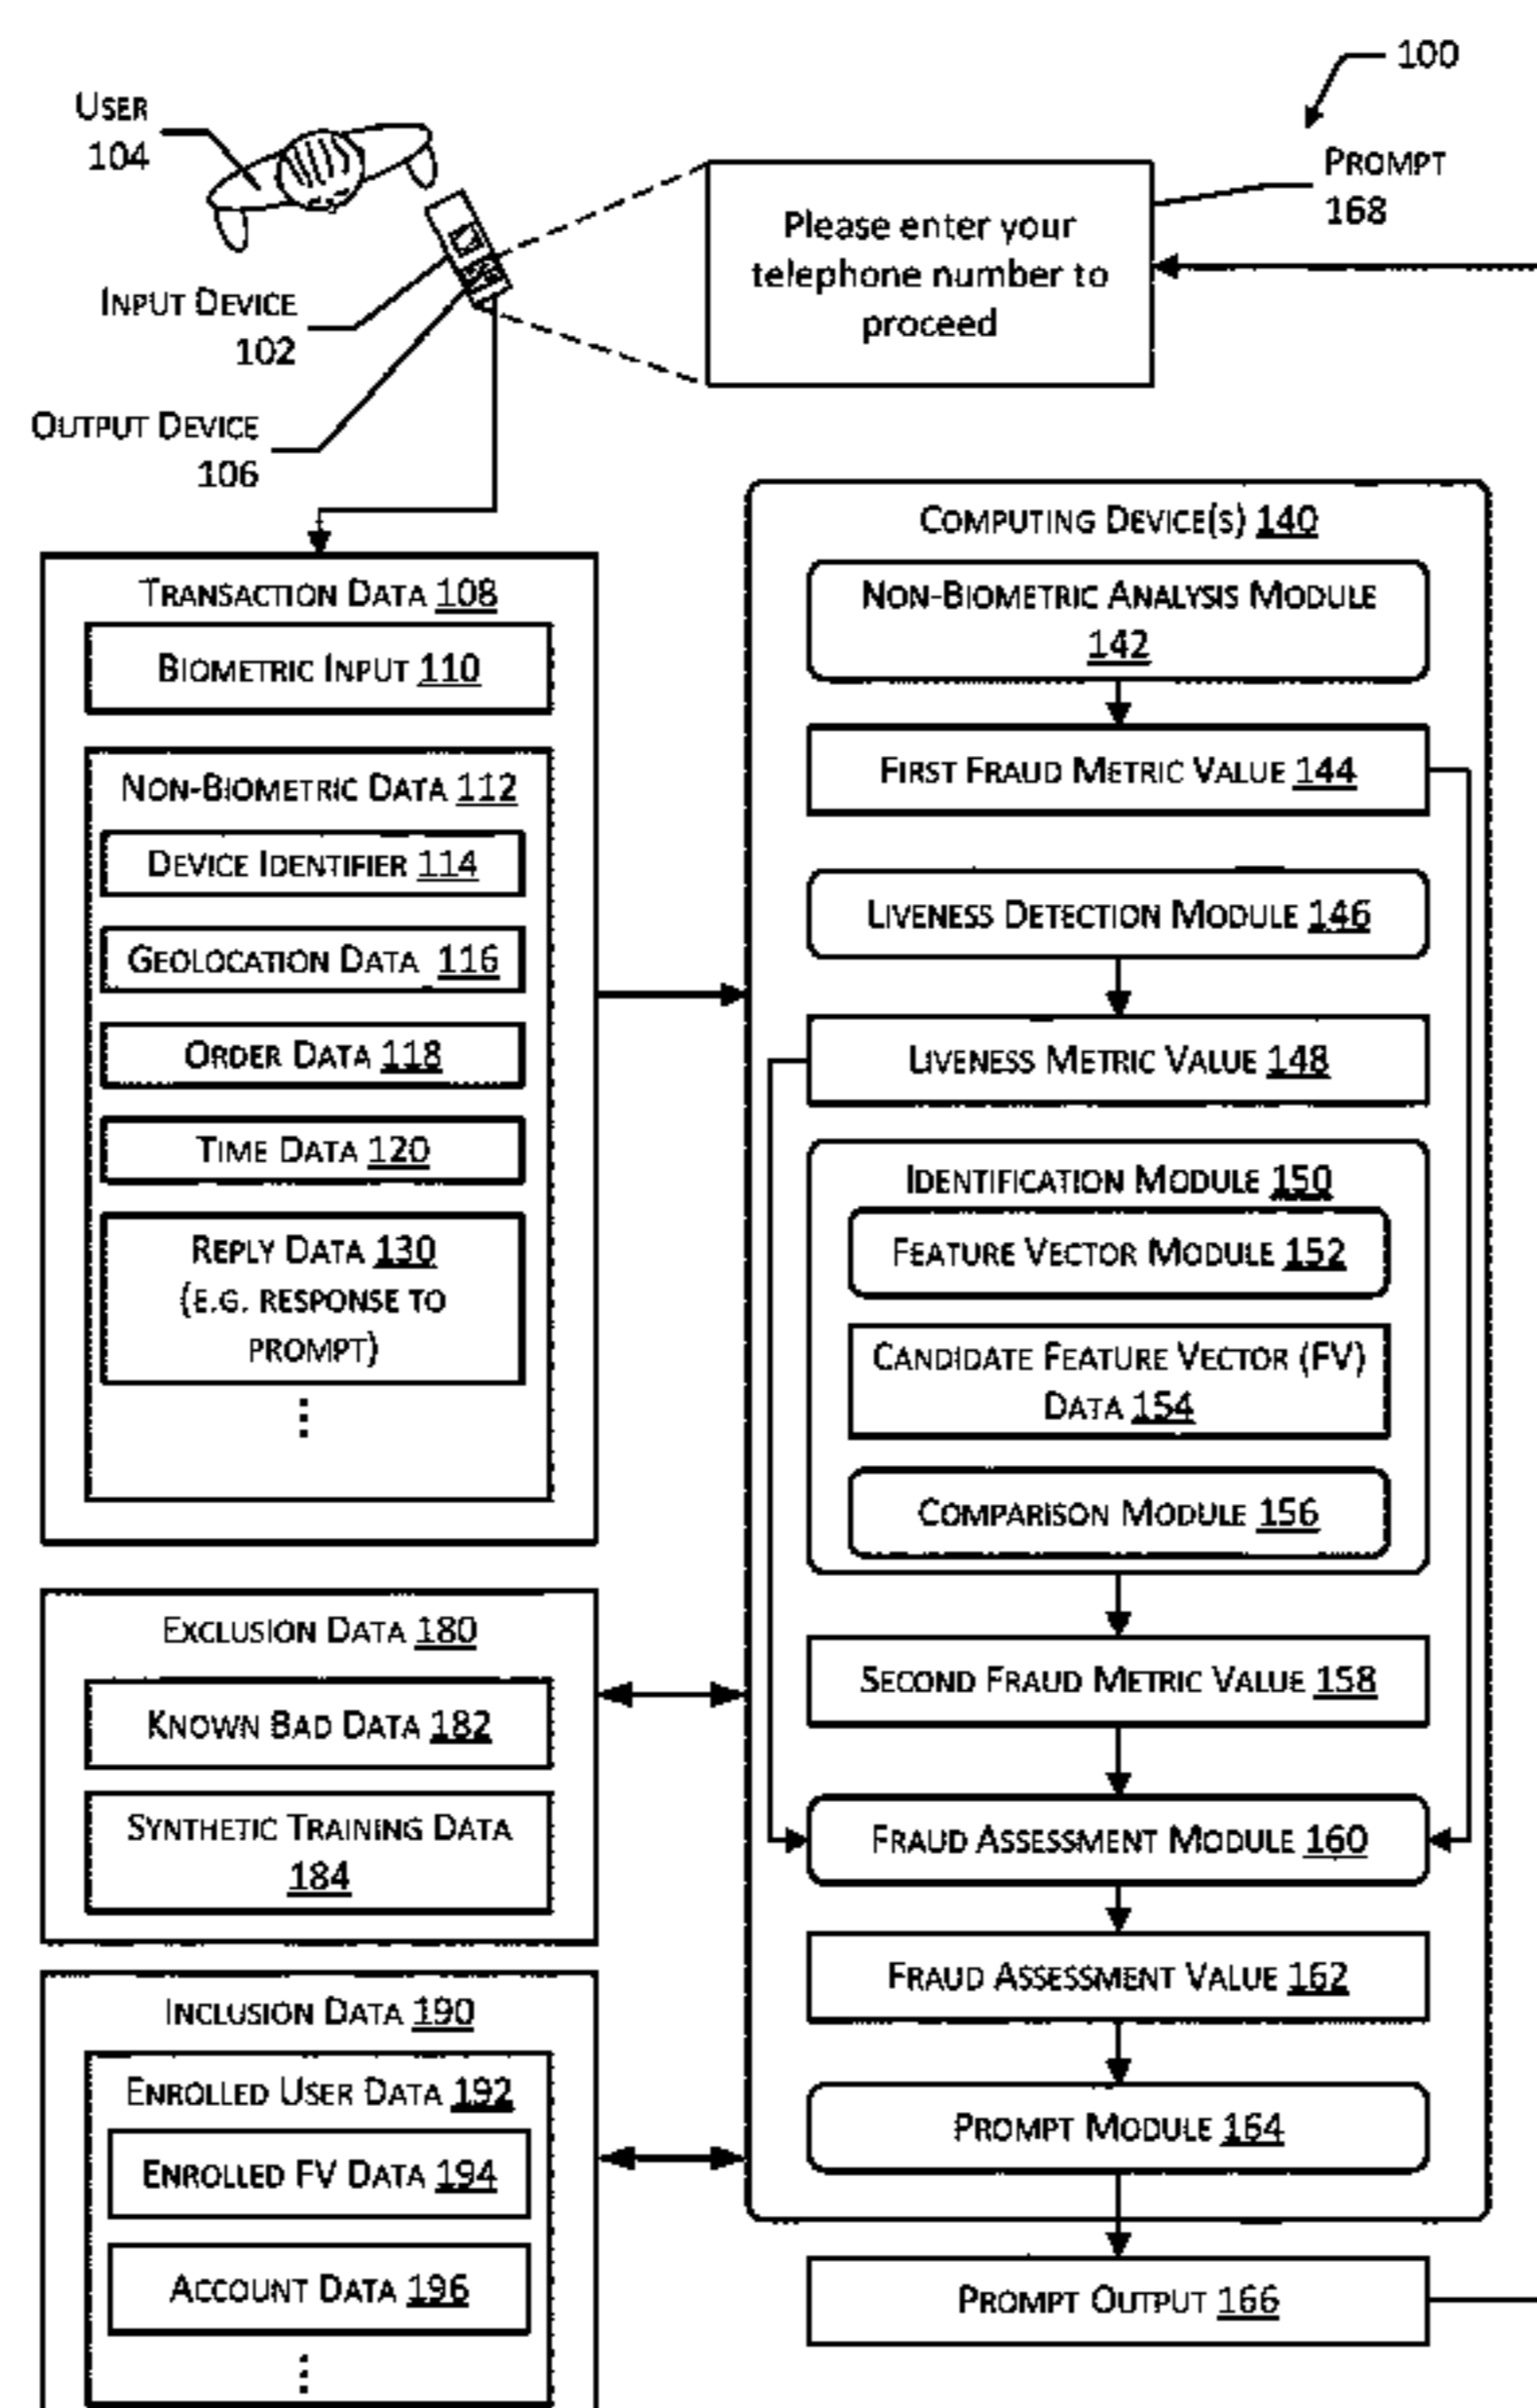 100
USER
104
PROMPT
168
Please enter your
telephone number to
proceed
INPUT DEVICE
102
OUTPUT DEVICE
106
TRANSACTION DATA 108
BIOMETRIC INPUT 110
NON-BIOMETRIC DATA 112
DEVICE IDENTIFIER 114
GEOLOCATION DATA 116
ORDER DATA 118
TIME DATA 120
REPLY DATA 130
(E.G. RESPONSE TO
PROMPT)
⋮
EXCLUSION DATA 180
KNOWN BAD DATA 182
SYNTHETIC TRAINING DATA
184
INCLUSION DATA 190
ENROLLED USER DATA 192
ENROLLED FV DATA 194
ACCOUNT DATA 196
⋮
COMPUTING DEVICE(S) 140
NON-BIOMETRIC ANALYSIS MODULE
142
FIRST FRAUD METRIC VALUE 144
LIVENESS DETECTION MODULE 146
LIVENESS METRIC VALUE 148
IDENTIFICATION MODULE 150
FEATURE VECTOR MODULE 152
CANDIDATE FEATURE VECTOR (FV)
DATA 154
COMPARISON MODULE 156
SECOND FRAUD METRIC VALUE 158
FRAUD ASSESSMENT MODULE 160
FRAUD ASSESSMENT VALUE 162
PROMPT MODULE 164
PROMPT OUTPUT 166